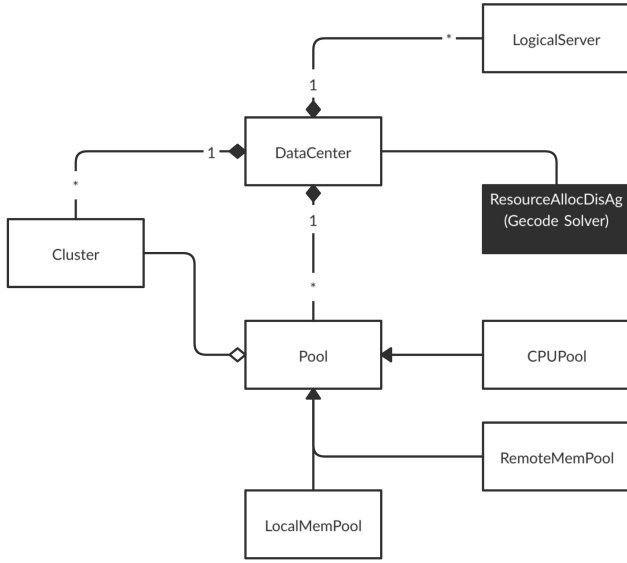 *
LogicalServer
1
1
DataCenter
*
ResourceAllocDisAg
(Gecode Solver)
1
Cluster
*
Pool
CPUPool
RemoteMemPool
LocalMemPool